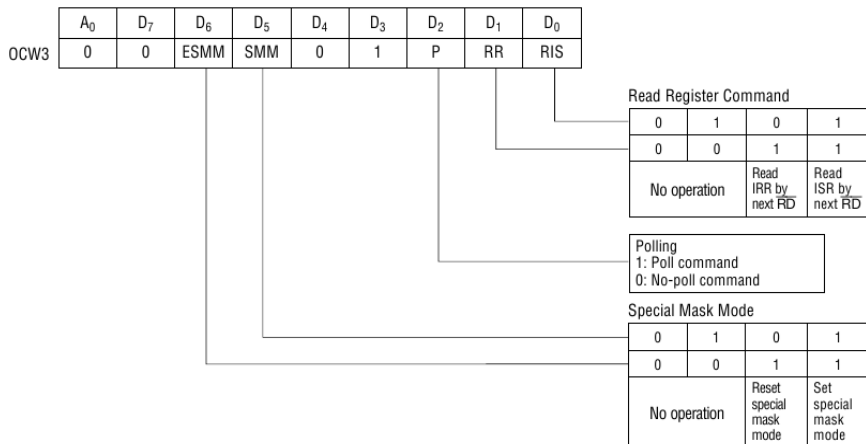 A0 D7 D6 D5 D4 D3 D2 D1 D0
OCW3 0 0 ESMM SMM 0 1 P RR RIS
Read Register Command
0 1 0 1
0 0 1 1
No operation
Read
IRR by
next R̅D̅
Read
ISR by
next R̅D̅
Polling
1: Poll command
0: No-poll command
Special Mask Mode
0 1 0 1
0 0 1 1
No operation
Reset
special
mask
mode
Set
special
mask
mode